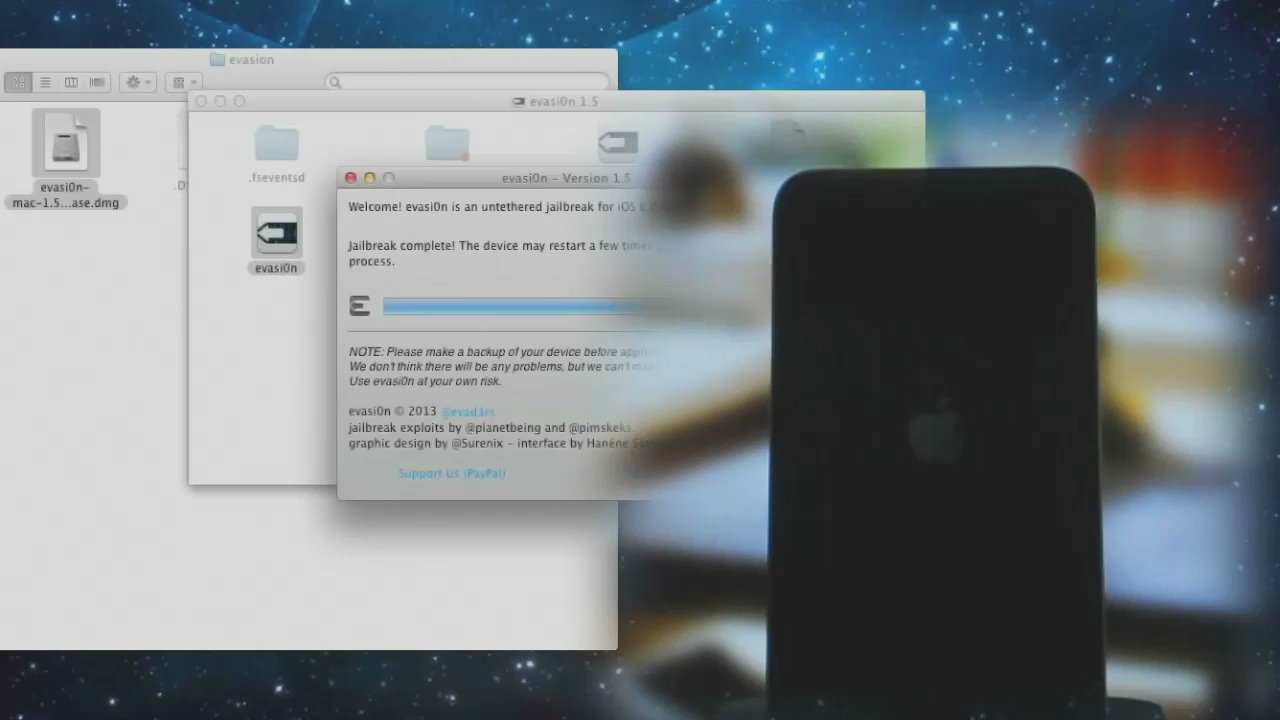 evasion
evasi0n 1.5
evasi0n-
mac-1.5...ase.dmg
.fseventsd
evasi0n
evasi0n – Version 1.5
Welcome! evasi0n is an untethered jailbreak for iOS
Jailbreak complete! The device may restart a few times
process.
NOTE: Please make a backup of your device before
We don't think there will be any problems, but we can't
Use evasi0n at your own risk.
evasi0n © 2013 @evad3rs
jailbreak exploits by @planetbeing and @pimskeks.
graphic design by @Surenix – interface by Hanéne
Support Us (PayPal)